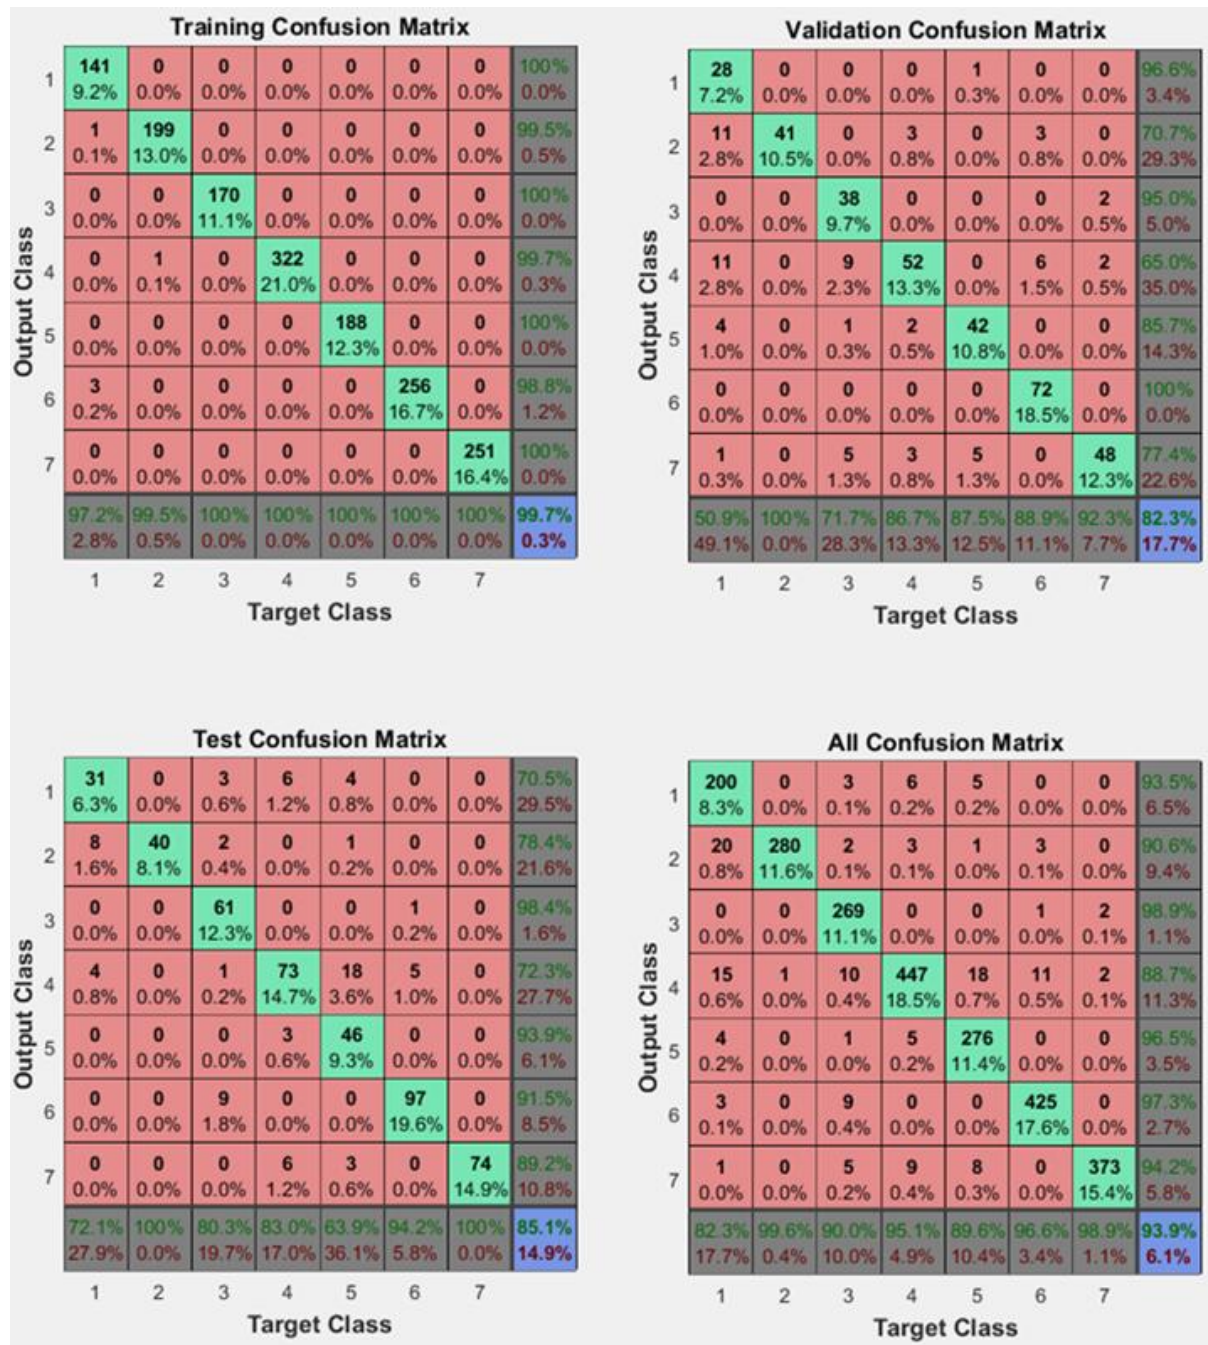 Training Confusion Matrix
1 141 0 0 0 0 0 0 100%
9.2% 0.0% 0.0% 0.0% 0.0% 0.0% 0.0% 0.0%
2 1 199 0 0 0 0 0 99.5%
0.1% 13.0% 0.0% 0.0% 0.0% 0.0% 0.0% 0.5%
3 0 0 170 0 0 0 0 100%
0.0% 0.0% 11.1% 0.0% 0.0% 0.0% 0.0% 0.0%
4 0 1 0 322 0 0 0 99.7%
0.0% 0.1% 0.0% 21.0% 0.0% 0.0% 0.0% 0.3%
5 0 0 0 0 188 0 0 100%
0.0% 0.0% 0.0% 0.0% 12.3% 0.0% 0.0% 0.0%
6 3 0 0 0 0 256 0 98.8%
0.2% 0.0% 0.0% 0.0% 0.0% 16.7% 0.0% 1.2%
7 0 0 0 0 0 0 251 100%
0.0% 0.0% 0.0% 0.0% 0.0% 0.0% 16.4% 0.0%
97.2% 99.5% 100% 100% 100% 100% 100% 99.7%
2.8% 0.5% 0.0% 0.0% 0.0% 0.0% 0.0% 0.3%
1 2 3 4 5 6 7
Target Class
Output Class
Validation Confusion Matrix
1 28 0 0 0 1 0 0 96.6%
7.2% 0.0% 0.0% 0.0% 0.3% 0.0% 0.0% 3.4%
2 11 41 0 3 0 3 0 70.7%
2.8% 10.5% 0.0% 0.8% 0.0% 0.8% 0.0% 29.3%
3 0 0 38 0 0 0 2 95.0%
0.0% 0.0% 9.7% 0.0% 0.0% 0.0% 0.5% 5.0%
4 11 0 9 52 0 6 2 65.0%
2.8% 0.0% 2.3% 13.3% 0.0% 1.5% 0.5% 35.0%
5 4 0 1 2 42 0 0 85.7%
1.0% 0.0% 0.3% 0.5% 10.8% 0.0% 0.0% 14.3%
6 0 0 0 0 0 72 0 100%
0.0% 0.0% 0.0% 0.0% 0.0% 18.5% 0.0% 0.0%
7 1 0 5 3 5 0 48 77.4%
0.3% 0.0% 1.3% 0.8% 1.3% 0.0% 12.3% 22.6%
50.9% 100% 71.7% 86.7% 87.5% 88.9% 92.3% 82.3%
49.1% 0.0% 28.3% 13.3% 12.5% 11.1% 7.7% 17.7%
1 2 3 4 5 6 7
Target Class
Output Class
Test Confusion Matrix
1 31 0 3 6 4 0 0 70.5%
6.3% 0.0% 0.6% 1.2% 0.8% 0.0% 0.0% 29.5%
2 8 40 2 0 1 0 0 78.4%
1.6% 8.1% 0.4% 0.0% 0.2% 0.0% 0.0% 21.6%
3 0 0 61 0 0 1 0 98.4%
0.0% 0.0% 12.3% 0.0% 0.0% 0.2% 0.0% 1.6%
4 4 0 1 73 18 5 0 72.3%
0.8% 0.0% 0.2% 14.7% 3.6% 1.0% 0.0% 27.7%
5 0 0 0 3 46 0 0 93.9%
0.0% 0.0% 0.0% 0.6% 9.3% 0.0% 0.0% 6.1%
6 0 0 9 0 0 97 0 91.5%
0.0% 0.0% 1.8% 0.0% 0.0% 19.6% 0.0% 8.5%
7 0 0 0 6 3 0 74 89.2%
0.0% 0.0% 0.0% 1.2% 0.6% 0.0% 14.9% 10.8%
72.1% 100% 80.3% 83.0% 63.9% 94.2% 100% 85.1%
27.9% 0.0% 19.7% 17.0% 36.1% 5.8% 0.0% 14.9%
1 2 3 4 5 6 7
Target Class
Output Class
All Confusion Matrix
1 200 0 3 6 5 0 0 93.5%
8.3% 0.0% 0.1% 0.2% 0.2% 0.0% 0.0% 6.5%
2 20 280 2 3 1 3 0 90.6%
0.8% 11.6% 0.1% 0.1% 0.0% 0.1% 0.0% 9.4%
3 0 0 269 0 0 1 2 98.9%
0.0% 0.0% 11.1% 0.0% 0.0% 0.0% 0.1% 1.1%
4 15 1 10 447 18 11 2 88.7%
0.6% 0.0% 0.4% 18.5% 0.7% 0.5% 0.1% 11.3%
5 4 0 1 5 276 0 0 96.5%
0.2% 0.0% 0.0% 0.2% 11.4% 0.0% 0.0% 3.5%
6 3 0 9 0 0 425 0 97.3%
0.1% 0.0% 0.4% 0.0% 0.0% 17.6% 0.0% 2.7%
7 1 0 5 9 8 0 373 94.2%
0.0% 0.0% 0.2% 0.4% 0.3% 0.0% 15.4% 5.8%
82.3% 99.6% 90.0% 95.1% 89.6% 96.6% 98.9% 93.9%
17.7% 0.4% 10.0% 4.9% 10.4% 3.4% 1.1% 6.1%
1 2 3 4 5 6 7
Target Class
Output Class